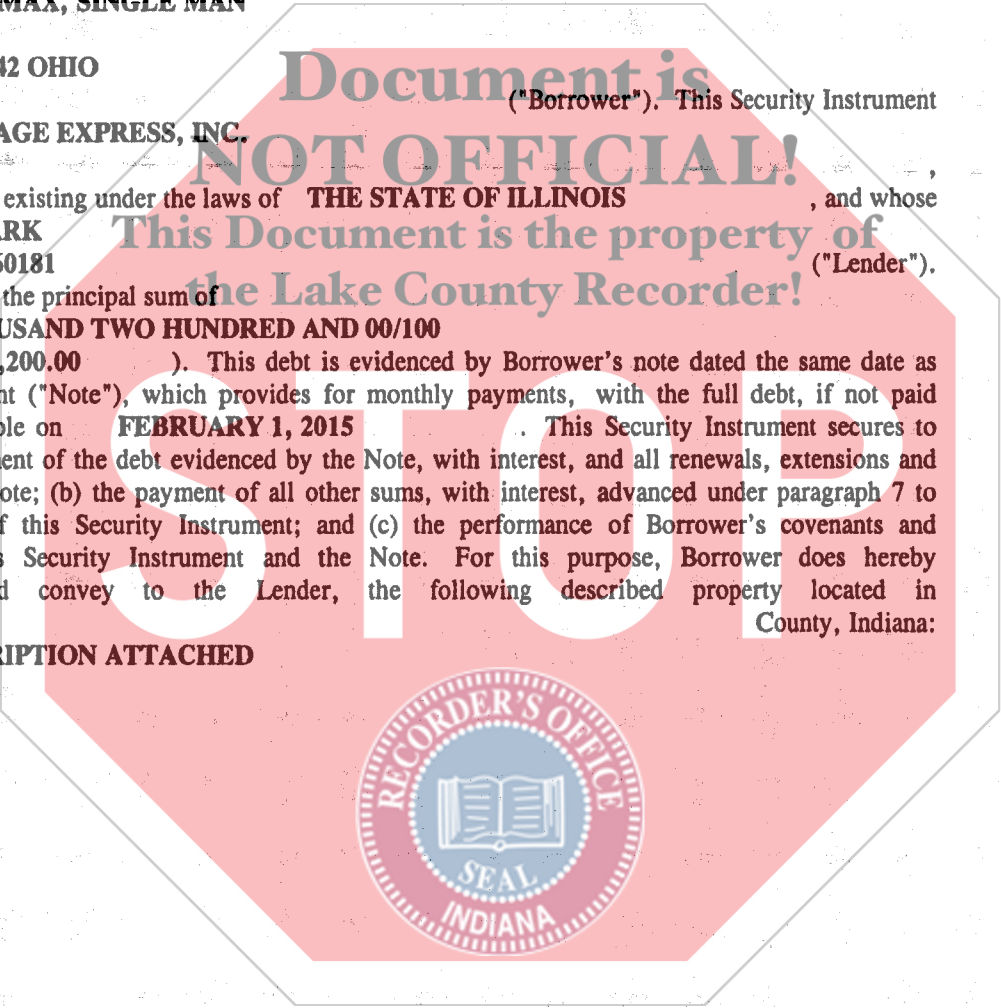 MAX, SINGLE MAN
42 OHIO
Document is
("Borrower"). This Security Instrument
AGE EXPRESS, INC.
NOT OFFICIAL!
,
existing under the laws of THE STATE OF ILLINOIS , and whose
ARK
This Document is the property of
60181 ("Lender").
the principal sum of
the Lake County Recorder!
USAND TWO HUNDRED AND 00/100
,200.00 ). This debt is evidenced by Borrower's note dated the same date as
nt ("Note"), which provides for monthly payments, with the full debt, if not paid
ble on FEBRUARY 1, 2015 . This Security Instrument secures to
ment of the debt evidenced by the Note, with interest, and all renewals, extensions and
ote; (b) the payment of all other sums, with interest, advanced under paragraph 7 to
f this Security Instrument; and (c) the performance of Borrower's covenants and
s Security Instrument and the Note. For this purpose, Borrower does hereby
d convey to the Lender, the following described property located in
County, Indiana:
RIPTION ATTACHED
STOP
RECORDER'S OFFICE
SEAL
INDIANA